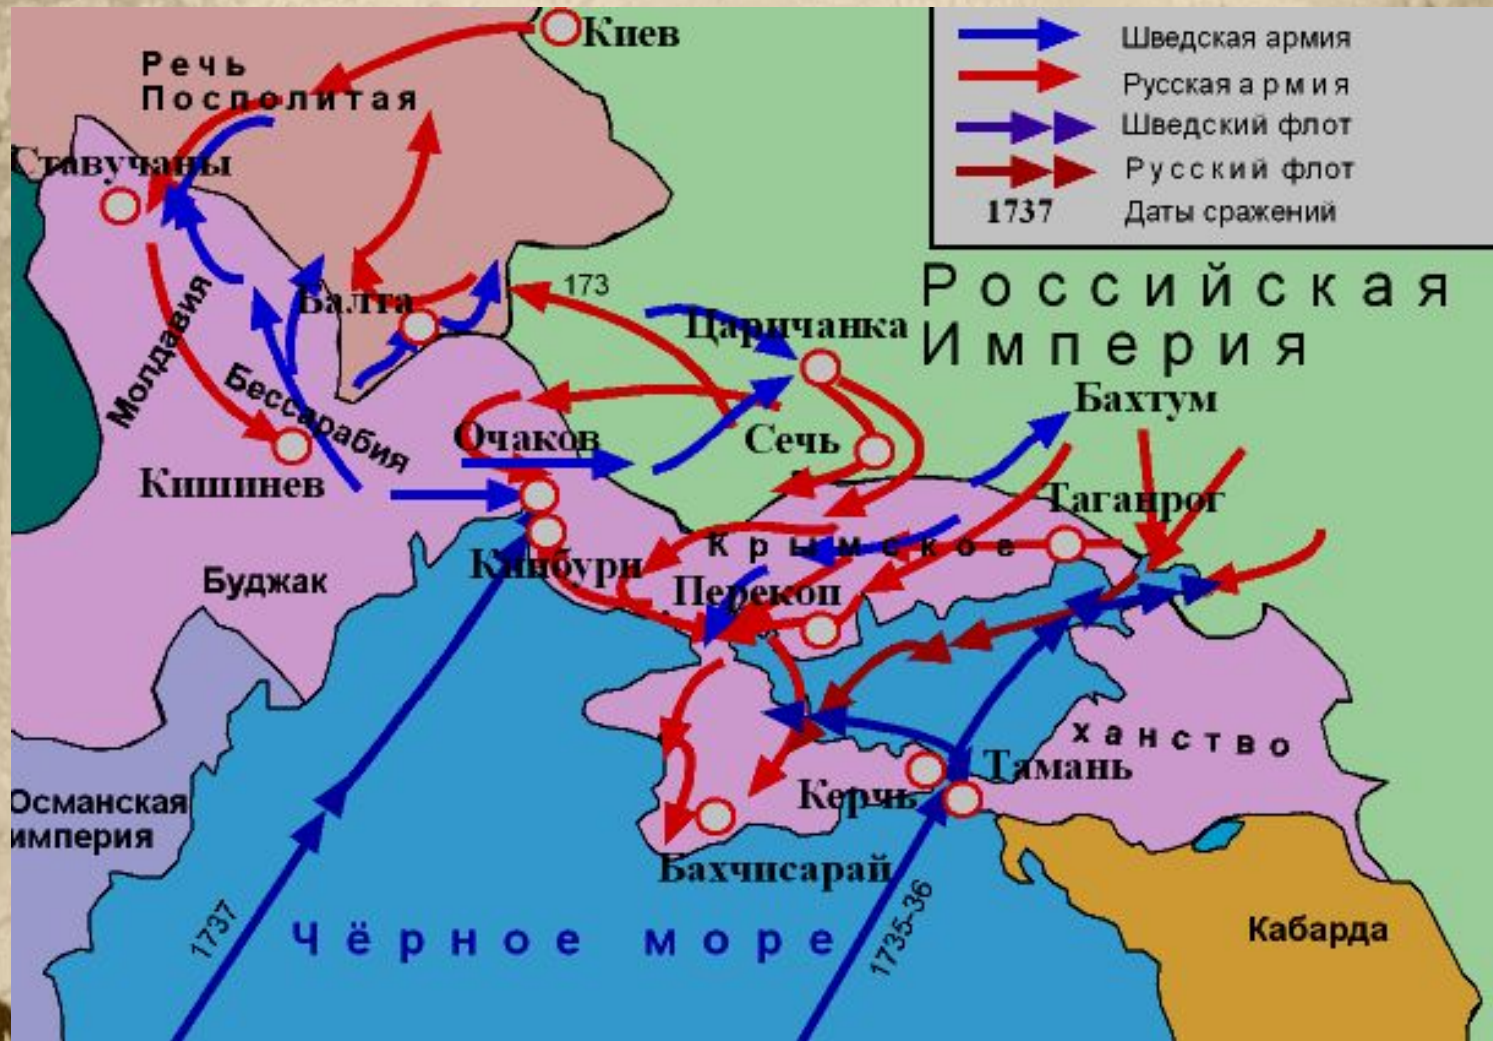 Киев
Речь
Посполитая
Ставучаны
Шведская армия
Русская армия
Шведский флот
Русский флот
1737 Даты сражений
Российская
Империя
173
Балта
Царичанка
Молдавия
Бессарабия
Бахтум
Очаков
Сечь
Кишинев
Таганрог
Крымское
Кинбурн
Перекоп
Буджак
ханство
Тамань
Керчь
Османская
империя
Бахчисарай
1737
Чёрное море
1735-36
Кабарда